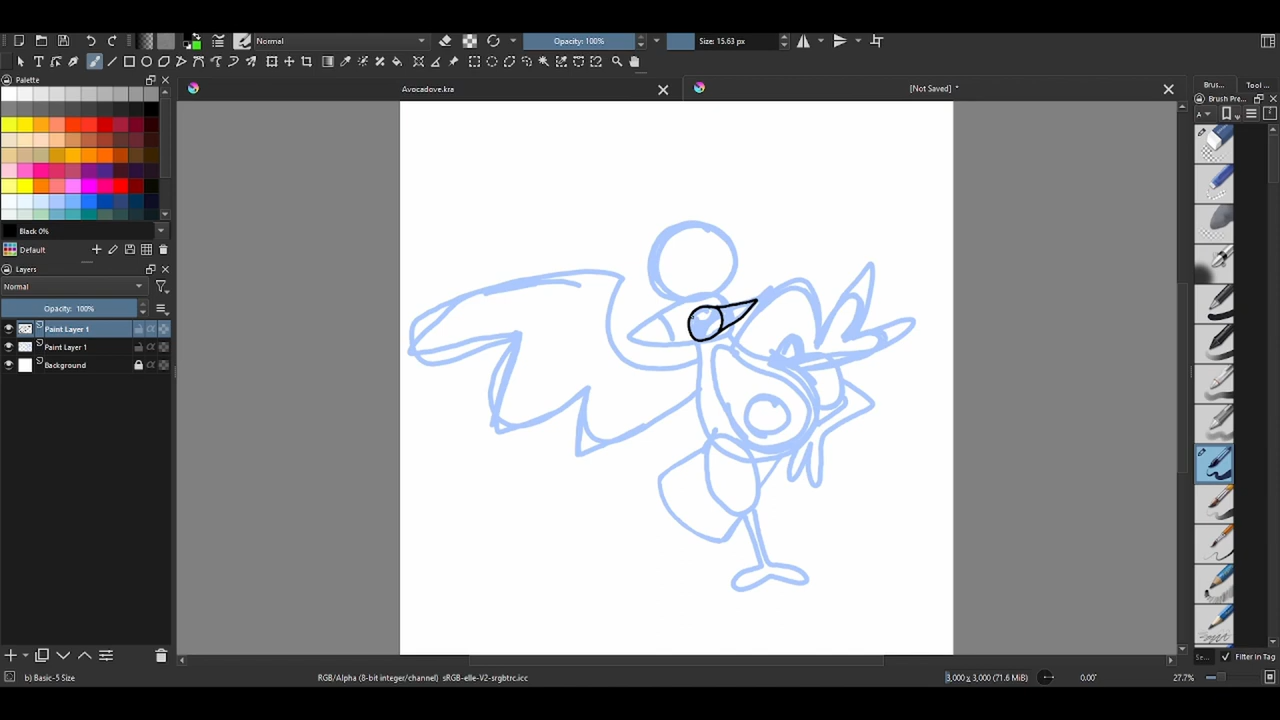 Normal
Opacity: 100%
Size: 15.63 px
Palette
Avocadove.kra
[Not Saved] *
Brus...
Tool ...
Brush Pre...
A
Black 0%
Default
Layers
Normal
Opacity: 100%
Paint Layer 1
Paint Layer 1
Background
Se...
Filter in Tag
b) Basic-5 Size
RGB/Alpha (8-bit integer/channel) sRGB-elle-V2-srgbtrc.icc
3,000 x 3,000 (71.6 MiB)
0.00°
27.7%